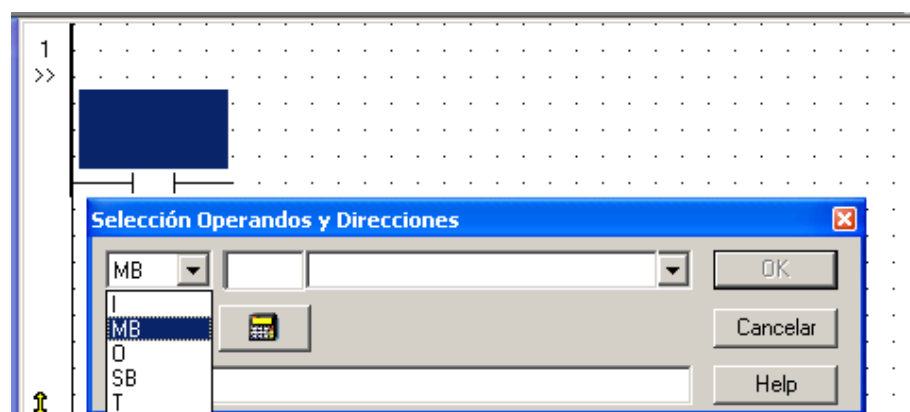 1
>>
Selección Operandos y Direcciones
MB
OK
I
MB
O
SB
T
Cancelar
Help